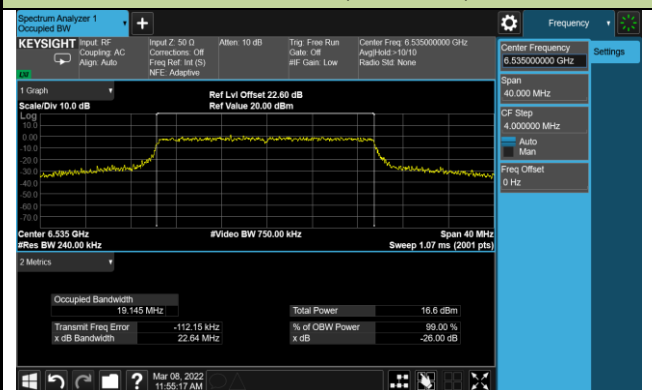 Spectrum Analyzer 1
Occupied BW
Frequency
KEYSIGHT
Input: RF
Coupling: AC
Align: Auto
Input Z: 50 Ω
Corrections: Off
Freq Ref: Int (S)
NFE: Adaptive
Atten: 10 dB
Trig: Free Run
Gate: Off
#IF Gain: Low
Center Freq: 6.535000000 GHz
Avg|Hold:>10/10
Radio Std: None
Center Frequency
6.535000000 GHz
Settings
Span
40.000 MHz
CF Step
4.000000 MHz
Auto
Man
Freq Offset
0 Hz
1 Graph
Scale/Div 10.0 dB
Ref Lvl Offset 22.60 dB
Ref Value 20.00 dBm
Log
10.0
0.00
-10.0
-20.0
-30.0
-40.0
-50.0
-60.0
-70.0
Center 6.535 GHz
#Res BW 240.00 kHz
#Video BW 750.00 kHz
Span 40 MHz
Sweep 1.07 ms (2001 pts)
2 Metrics
Occupied Bandwidth
19.145 MHz
Total Power 16.6 dBm
Transmit Freq Error -112.15 kHz
% of OBW Power 99.00 %
x dB Bandwidth 22.64 MHz
x dB -26.00 dB
?
Mar 08, 2022
11:55:17 AM